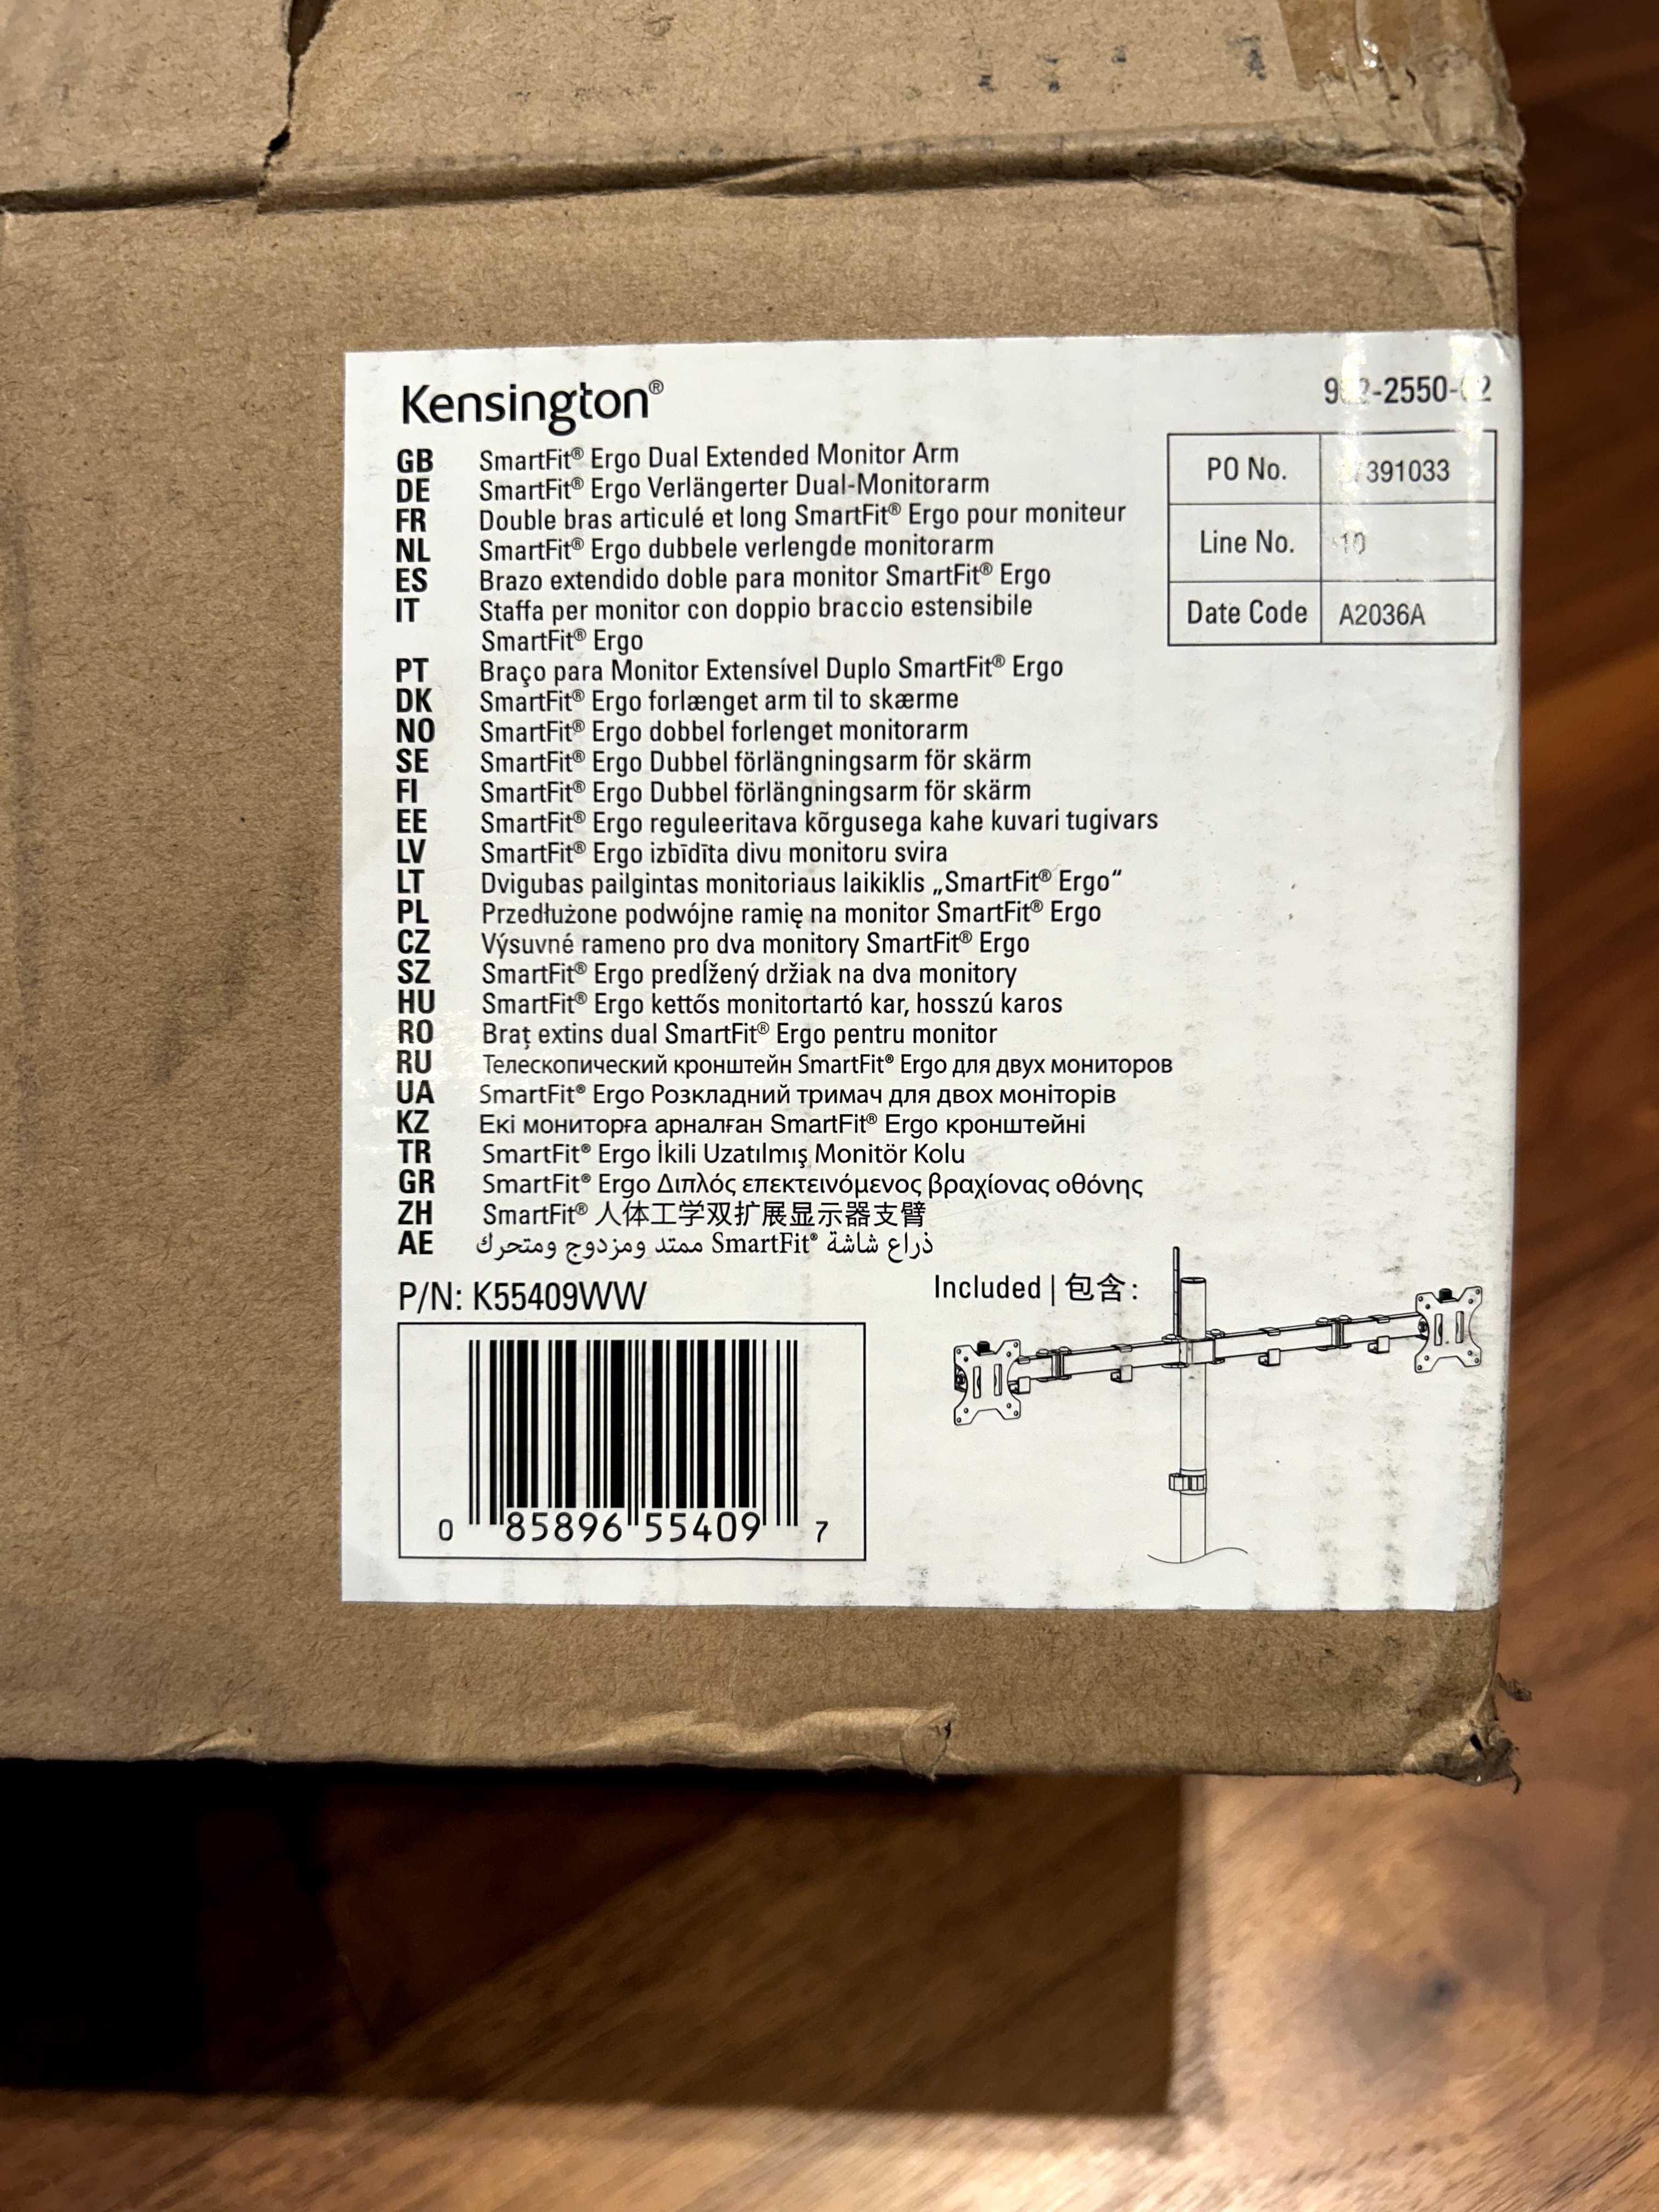 Kensington®
GB SmartFit® Ergo Dual Extended Monitor Arm
DE SmartFit® Ergo Verlängerter Dual-Monitorarm
FR Double bras articulé et long SmartFit® Ergo pour moniteur
NL SmartFit® Ergo dubbele verlengde monitorarm
ES Brazo extendido doble para monitor SmartFit® Ergo
IT Staffa per monitor con doppio braccio estensibile
SmartFit® Ergo
PT Braço para Monitor Extensível Duplo SmartFit® Ergo
DK SmartFit® Ergo forlænget arm til to skærme
NO SmartFit® Ergo dobbel forlenget monitorarm
SE SmartFit® Ergo Dubbel förlängningsarm för skärm
FI SmartFit® Ergo Dubbel förlängningsarm för skärm
EE SmartFit® Ergo reguleeritava kõrgusega kahe kuvari tugivars
LV SmartFit® Ergo izbīdīta divu monitoru svira
LT Dvigubas pailgintas monitoriaus laikiklis „SmartFit® Ergo“
PL Przedłużone podwójne ramię na monitor SmartFit® Ergo
CZ Výsuvné rameno pro dva monitory SmartFit® Ergo
SZ SmartFit® Ergo predĺžený držiak na dva monitory
HU SmartFit® Ergo kettős monitortartó kar, hosszú karos
RO Braț extins dual SmartFit® Ergo pentru monitor
RU Телескопический кронштейн SmartFit® Ergo для двух мониторов
UA SmartFit® Ergo Розкладний тримач для двох моніторів
KZ Екі мониторға арналған SmartFit® Ergo кронштейні
TR SmartFit® Ergo İkili Uzatılmış Monitör Kolu
GR SmartFit® Ergo Διπλός επεκτεινόμενος βραχίονας οθόνης
ZH SmartFit® 人体工学双扩展显示器支臂
AE ذراع شاشة SmartFit® ممتد ومزدوج ومتحرك
PO No.
Line No. 10
Date Code A2036A
P/N: K55409WW
Included | 包含:
0 85896 55409 7